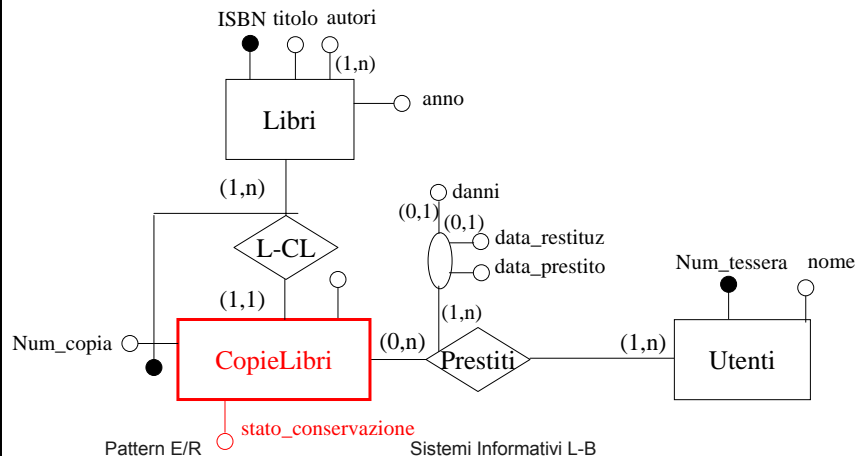 ISBN titolo autori
(1,n)
anno
Libri
(1,n)
danni
(0,1)
(0,1)
data_restituz
L-CL
data_prestito
Num_tessera nome
(1,1)
(1,n)
Num_copia
CopieLibri
(0,n)
Prestiti
(1,n)
Utenti
stato_conservazione
Pattern E/R
Sistemi Informativi L-B